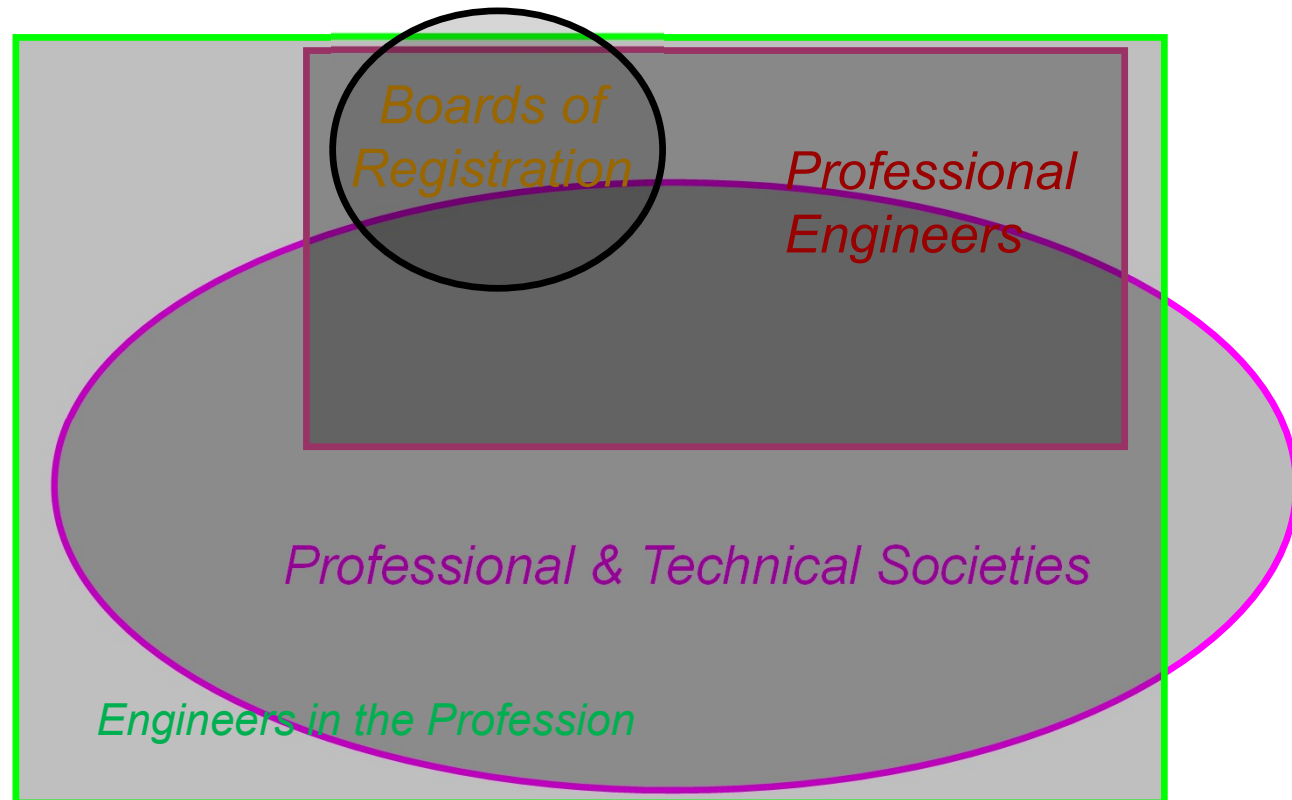 Boards of
Registration
Professional
Engineers
Professional & Technical Societies
Engineers in the Profession